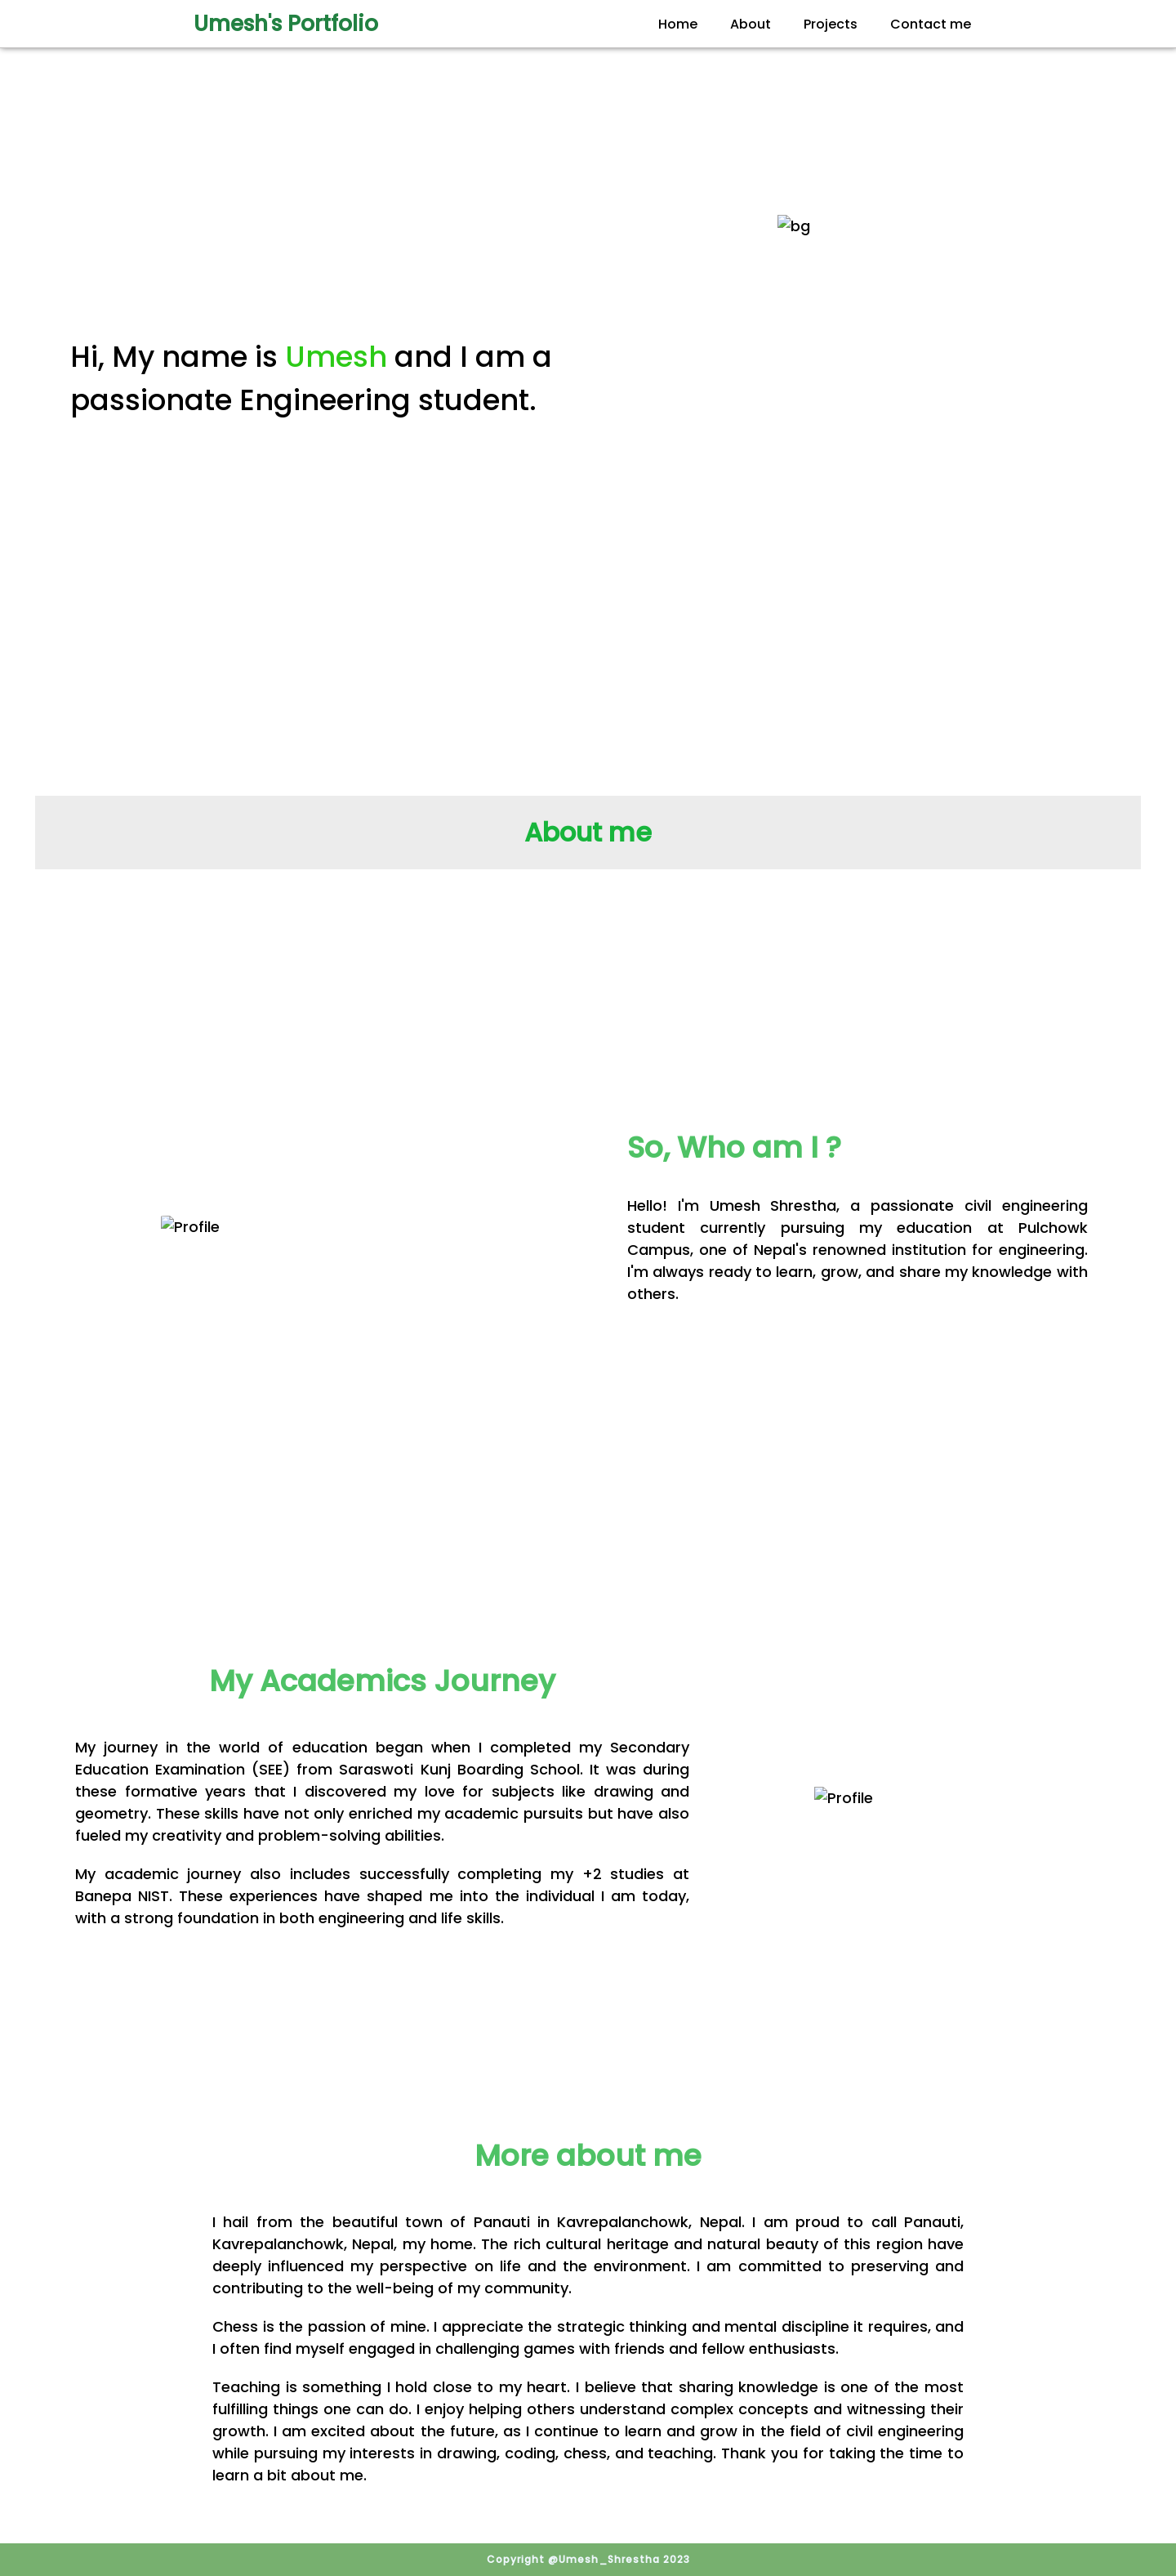 Umesh's Portfolio
Home
About
Projects
Contact me
bg
Hi, My name is Umesh and I am a
passionate Engineering student.
About me
Profile
So, Who am I ?
Hello! I'm Umesh Shrestha, a passionate civil engineering
student currently pursuing my education at Pulchowk
Campus, one of Nepal's renowned institution for engineering.
I'm always ready to learn, grow, and share my knowledge with
others.
My Academics Journey
My journey in the world of education began when I completed my Secondary
Education Examination (SEE) from Saraswoti Kunj Boarding School. It was during
these formative years that I discovered my love for subjects like drawing and
geometry. These skills have not only enriched my academic pursuits but have also
fueled my creativity and problem-solving abilities.
My academic journey also includes successfully completing my +2 studies at
Banepa NIST. These experiences have shaped me into the individual I am today,
with a strong foundation in both engineering and life skills.
Profile
More about me
I hail from the beautiful town of Panauti in Kavrepalanchowk, Nepal. I am proud to call Panauti,
Kavrepalanchowk, Nepal, my home. The rich cultural heritage and natural beauty of this region have
deeply influenced my perspective on life and the environment. I am committed to preserving and
contributing to the well-being of my community.
Chess is the passion of mine. I appreciate the strategic thinking and mental discipline it requires, and
I often find myself engaged in challenging games with friends and fellow enthusiasts.
Teaching is something I hold close to my heart. I believe that sharing knowledge is one of the most
fulfilling things one can do. I enjoy helping others understand complex concepts and witnessing their
growth. I am excited about the future, as I continue to learn and grow in the field of civil engineering
while pursuing my interests in drawing, coding, chess, and teaching. Thank you for taking the time to
learn a bit about me.
Copyright @Umesh_Shrestha 2023